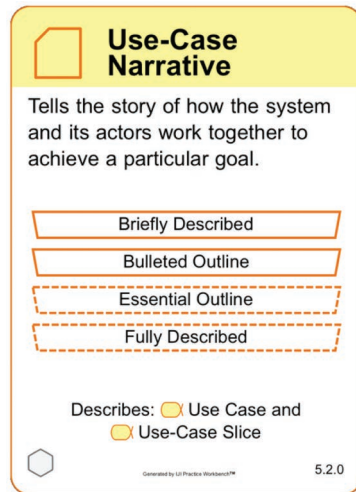 Use-Case
Narrative
Tells the story of how the system
and its actors work together to
achieve a particular goal.
Briefly Described
Bulleted Outline
Essential Outline
Fully Described
Describes: Use Case and
Use-Case Slice
Generated by IJI Practice Workbench™
5.2.0